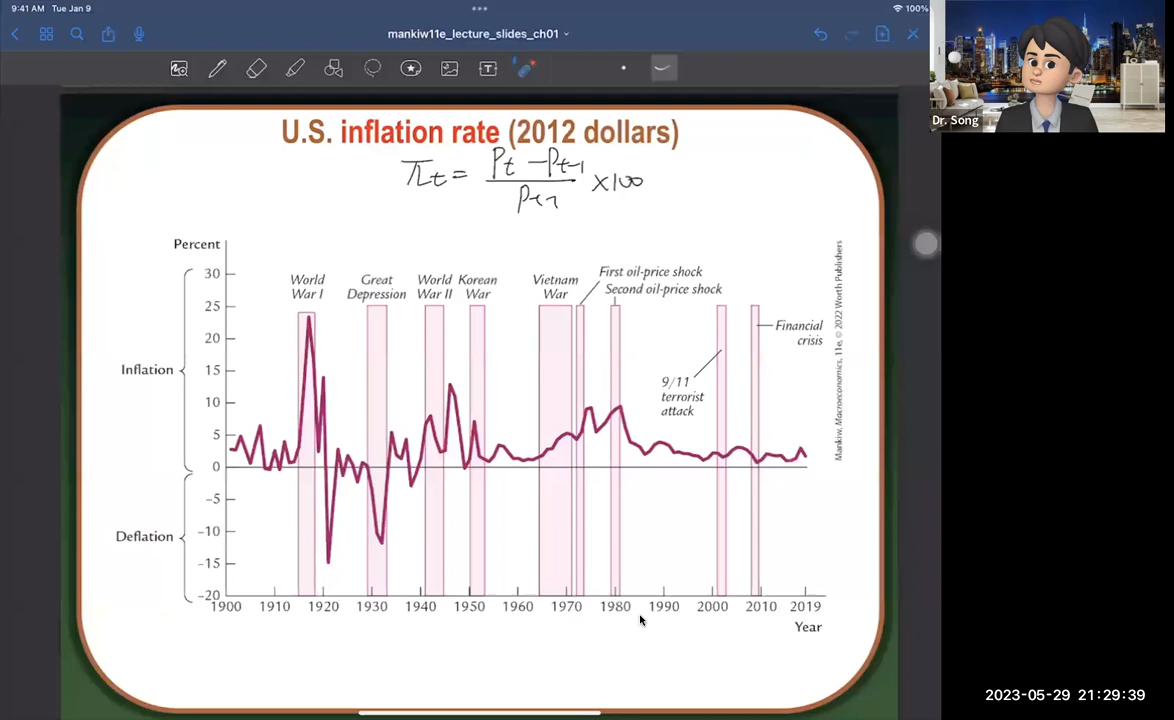 9:41 AM Tue Jan 9
100%
mankiw11e_lecture_slides_ch01
Dr. Song
U.S. inflation rate (2012 dollars)
πt = Pt - Pt-1 / Pt-1 × 100
Percent
30
25
20
15
10
5
0
-5
-10
-15
-20
Inflation
Deflation
World War I
Great Depression
World War II
Korean War
Vietnam War
First oil-price shock
Second oil-price shock
9/11 terrorist attack
Financial crisis
Mankiw, Macroeconomics, 11e, © 2022 Worth Publishers
1900 1910 1920 1930 1940 1950 1960 1970 1980 1990 2000 2010 2019
Year
2023-05-29 21:29:39